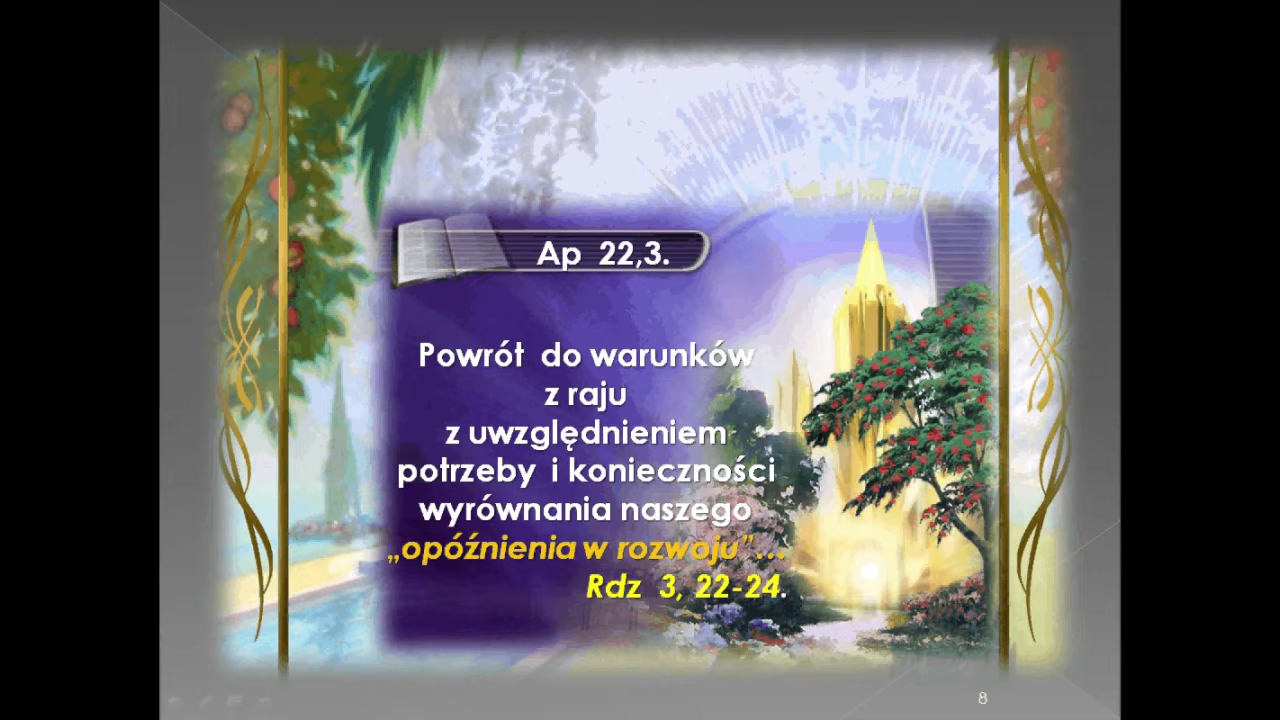 Ap 22,3.
Powrót do warunków
z raju
z uwzględnieniem
potrzeby i konieczności
wyrównania naszego
„opóźnienia w rozwoju”...
Rdz 3, 22-24.
8